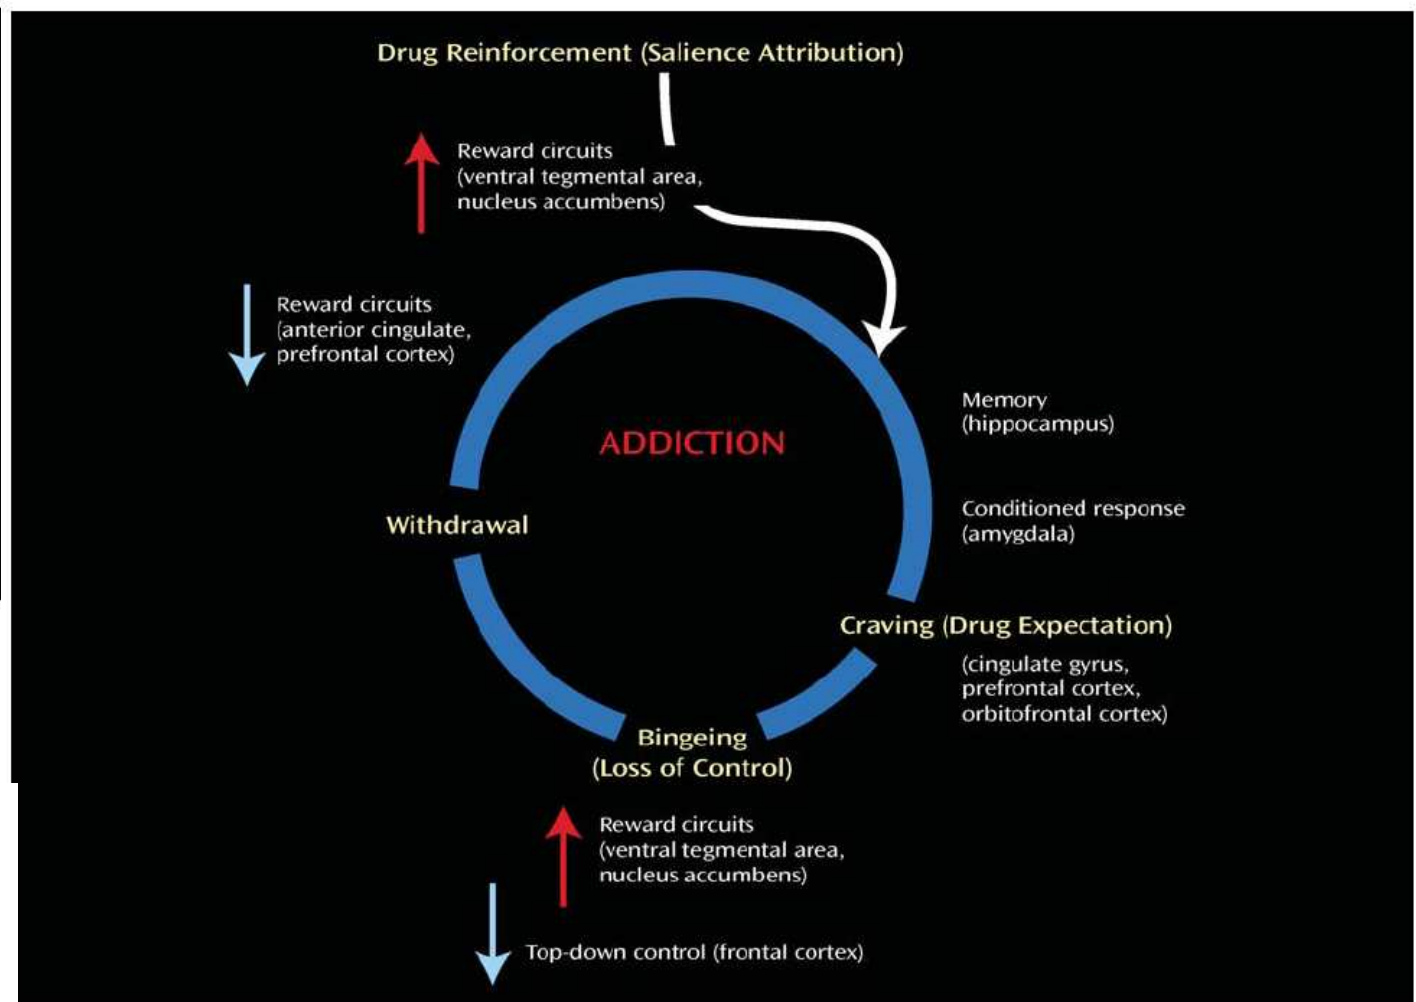 Drug Reinforcement (Salience Attribution)
Reward circuits
(ventral tegmental area,
nucleus accumbens)
Reward circuits
(anterior cingulate,
prefrontal cortex)
Memory
(hippocampus)
ADDICTION
Conditioned response
(amygdala)
Withdrawal
Craving (Drug Expectation)
(cingulate gyrus,
prefrontal cortex,
orbitofrontal cortex)
Bingeing
(Loss of Control)
Reward circuits
(ventral tegmental area,
nucleus accumbens)
Top-down control (frontal cortex)